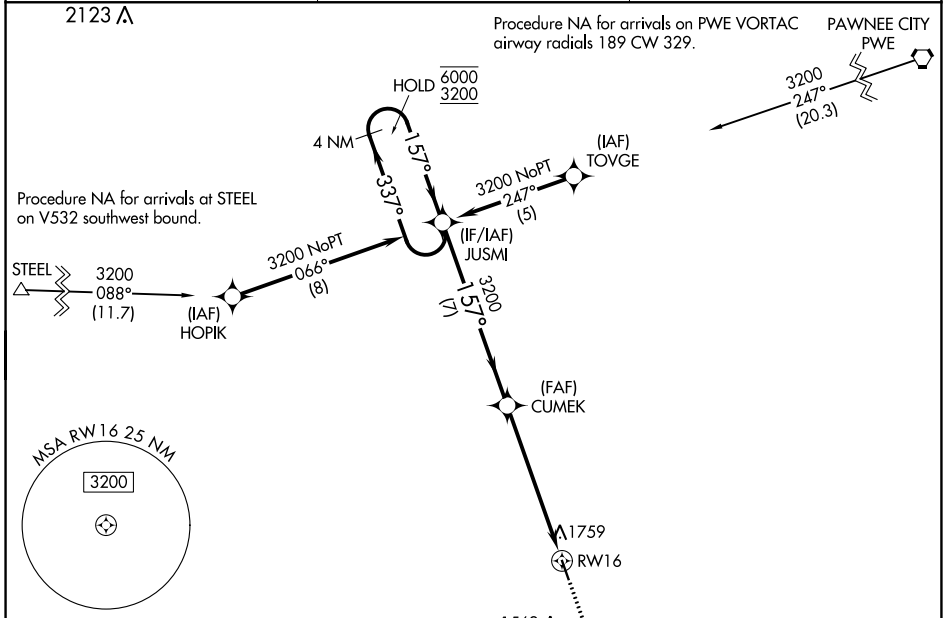 2123
Procedure NA for arrivals on PWE VORTAC
airway radials 189 CW 329.
PAWNEE CITY
PWE
3200
247°
(20.3)
HOLD
6000
3200
4 NM
157°
337°
(IAF)
TOVGE
3200 NoPT
247°
(5)
(IF/IAF)
JUSMI
Procedure NA for arrivals at STEEL
on V532 southwest bound.
STEEL
3200
088°
(11.7)
3200 NoPT
066°
(8)
(IAF)
HOPIK
3200
157°
(7)
(FAF)
CUMEK
MSA RW16 25 NM
3200
1759
RW16